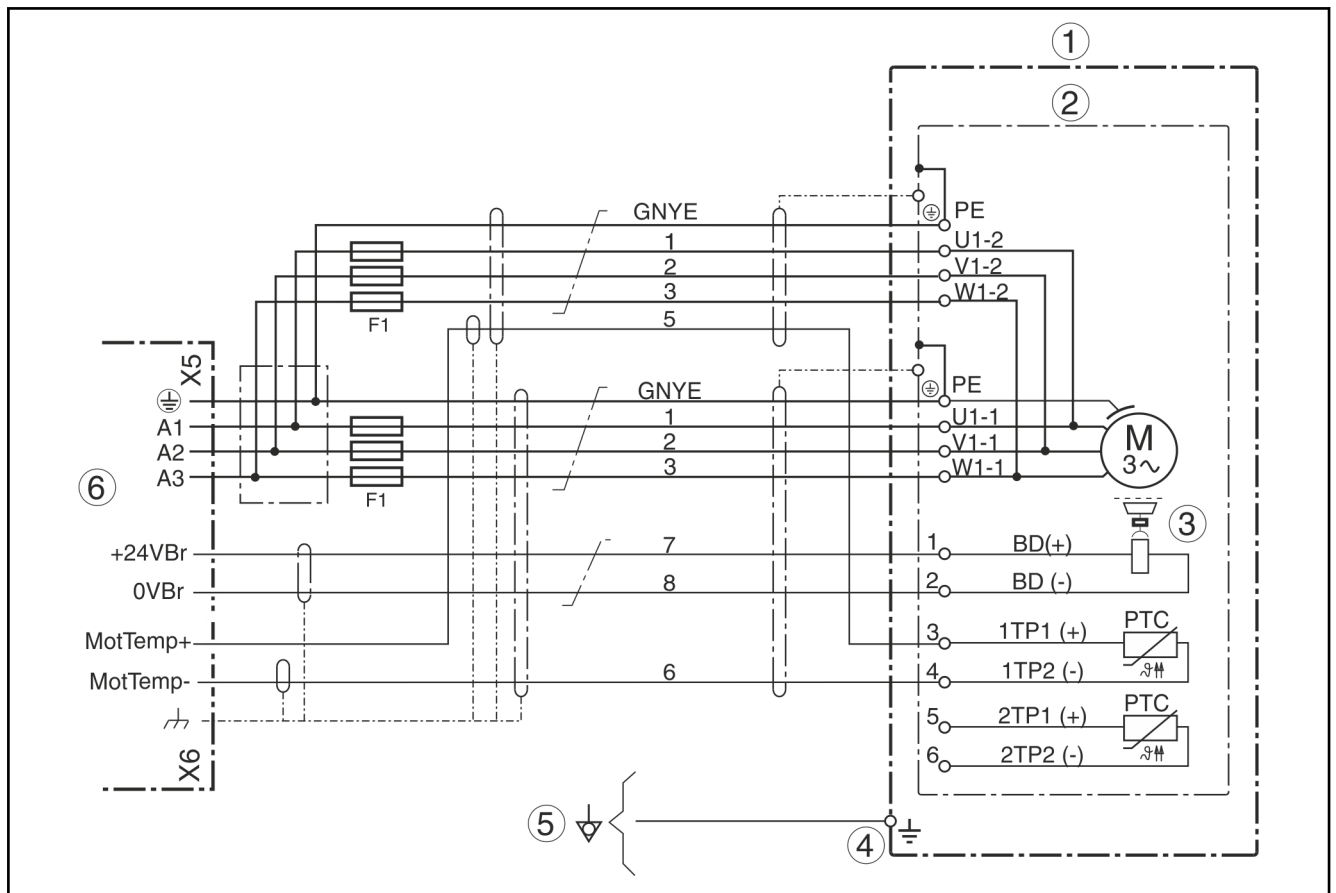 ①
②
GNYE
PE
1
U1-2
2
V1-2
3
W1-2
F1
5
X5
GNYE
PE
A1
1
U1-1
A2
2
V1-1
M
3~
A3
3
W1-1
⑥
F1
③
+24VBr
7
1
BD(+)
0VBr
8
2
BD (-)
MotTemp+
3
1TP1 (+)
PTC
ϑ
MotTemp-
6
4
1TP2 (-)
5
2TP1 (+)
PTC
ϑ
X6
6
2TP2 (-)
⑤
④